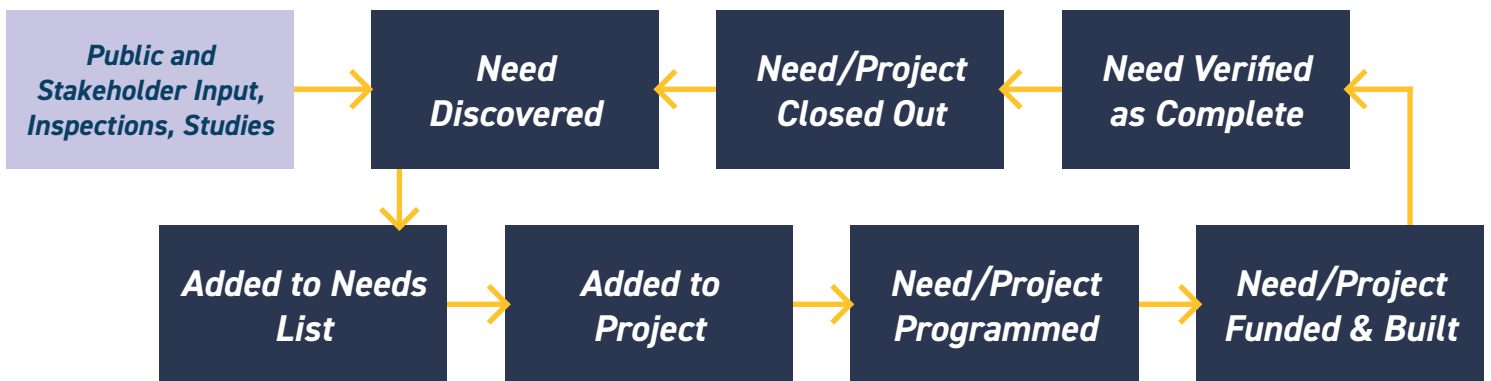 Public and
Stakeholder Input,
Inspections, Studies
Need
Discovered
Need/Project
Closed Out
Need Verified
as Complete
Added to Needs
List
Added to
Project
Need/Project
Programmed
Need/Project
Funded & Built